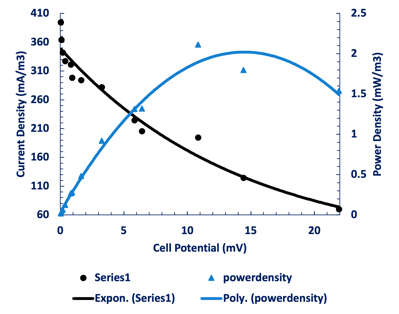 410
360
310
260
210
160
110
60
Current Density (mA/m3)
2.5
2
1.5
1
0.5
0
Power Density (mW/m3)
0 5 10 15 20
Cell Potential (mV)
Series1 powerdensity
Expon. (Series1) Poly. (powerdensity)